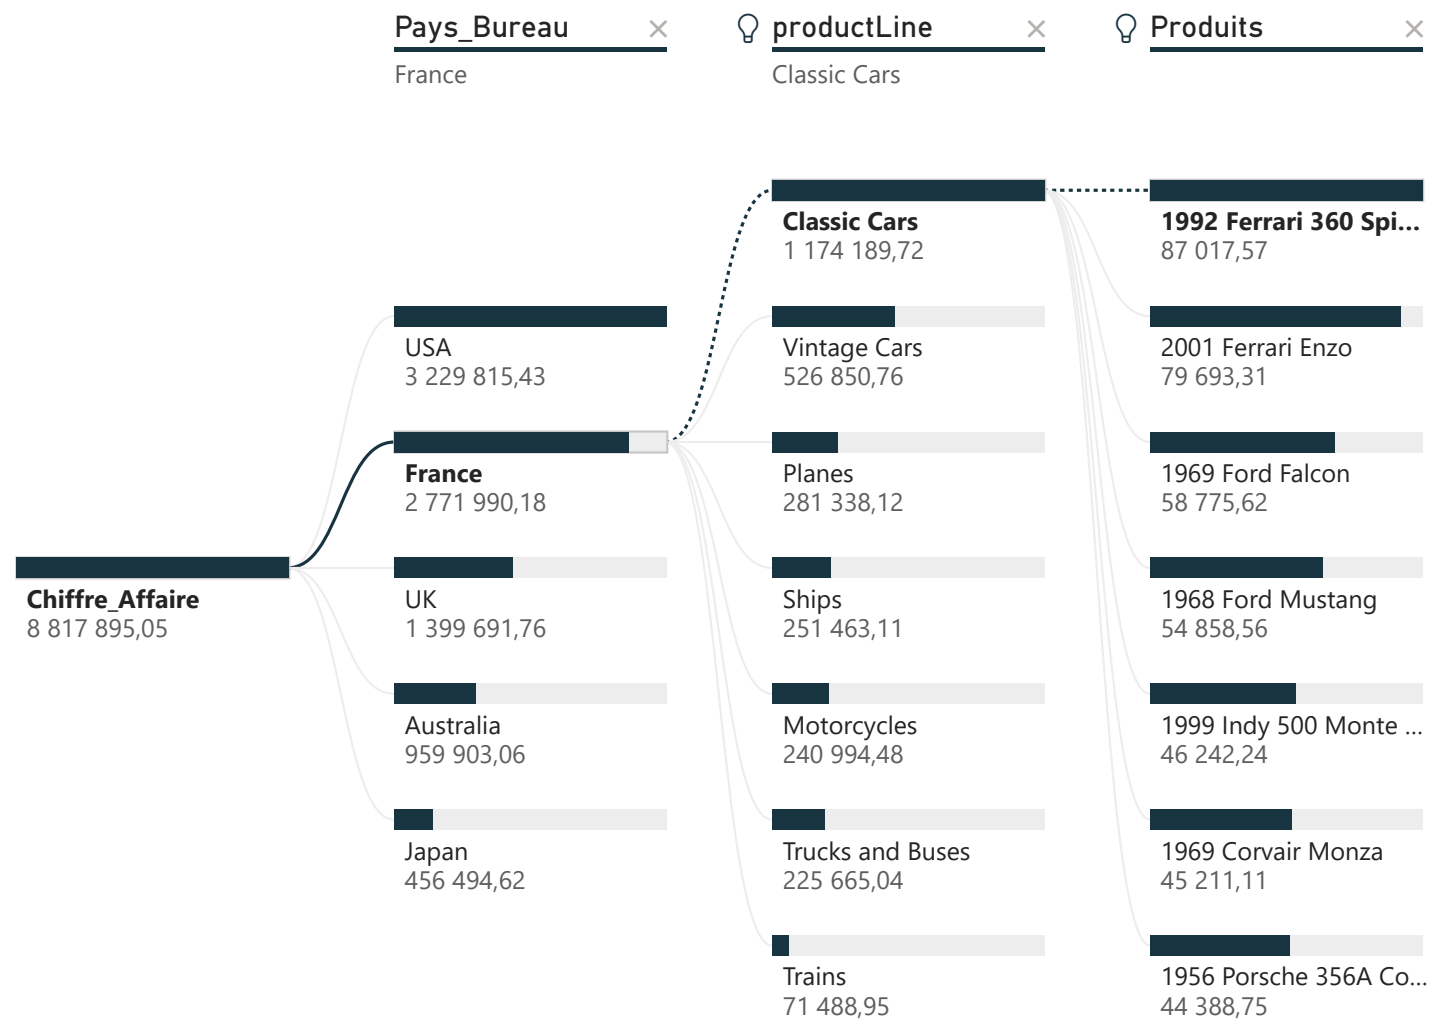 Pays_Bureau
France
productLine
Classic Cars
Produits
Chiffre_Affaire
8 817 895,05
USA
3 229 815,43
France
2 771 990,18
UK
1 399 691,76
Australia
959 903,06
Japan
456 494,62
Classic Cars
1 174 189,72
Vintage Cars
526 850,76
Planes
281 338,12
Ships
251 463,11
Motorcycles
240 994,48
Trucks and Buses
225 665,04
Trains
71 488,95
1992 Ferrari 360 Spi...
87 017,57
2001 Ferrari Enzo
79 693,31
1969 Ford Falcon
58 775,62
1968 Ford Mustang
54 858,56
1999 Indy 500 Monte ...
46 242,24
1969 Corvair Monza
45 211,11
1956 Porsche 356A Co...
44 388,75